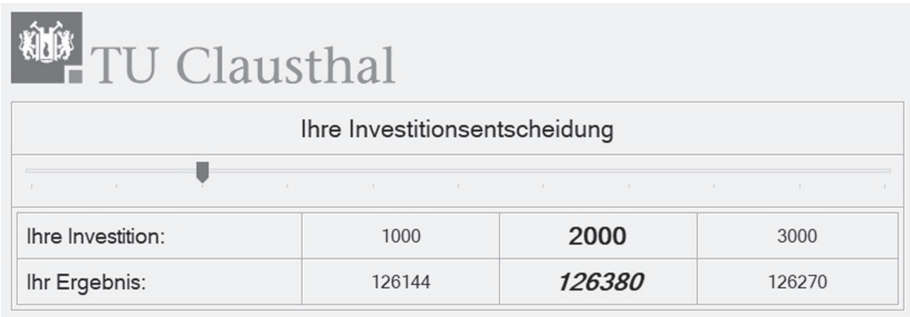 TU Clausthal
Ihre Investitionsentscheidung
Ihre Investition: 1000 2000 3000
Ihr Ergebnis: 126144 126380 126270